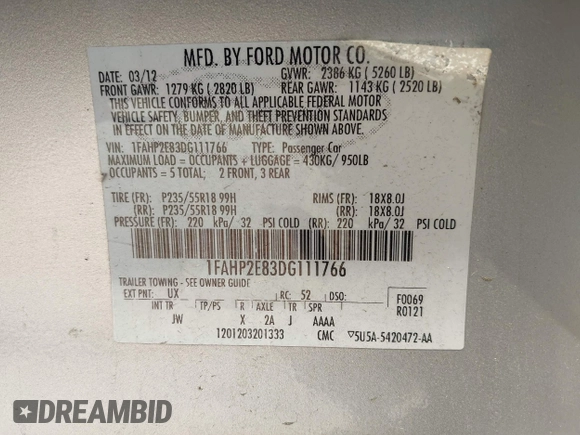 MFD. BY FORD MOTOR CO.
DATE: 03/12 GVWR: 2386 KG ( 5260 LB)
FRONT GAWR: 1279 KG ( 2820 LB) REAR GAWR: 1143 KG ( 2520 LB)
THIS VEHICLE CONFORMS TO ALL APPLICABLE FEDERAL MOTOR
VEHICLE SAFETY, BUMPER, AND THEFT PREVENTION STANDARDS
IN EFFECT ON THE DATE OF MANUFACTURE SHOWN ABOVE.
VIN: 1FAHP2E83DG111766 TYPE: Passenger Car
MAXIMUM LOAD = OCCUPANTS + LUGGAGE = 430KG/ 950LB
OCCUPANTS = 5 TOTAL; 2 FRONT, 3 REAR
TIRE (FR): P235/55R18 99H RIMS (FR): 18X8.0J
(RR): P235/55R18 99H (RR): 18X8.0J
PRESSURE (FR): 220 kPa/ 32 PSI COLD (RR): 220 kPa/ 32 PSI COLD
1FAHP2E83DG111766
TRAILER TOWING - SEE OWNER GUIDE
EXT PNT: UX RC: 52 DSO: F0069
INT TR TP/PS R AXLE TR SPR R0121
JW X 2A J AAAA
1201203201333 CMC ▽5U5A-5420472-AA
DREAMBID